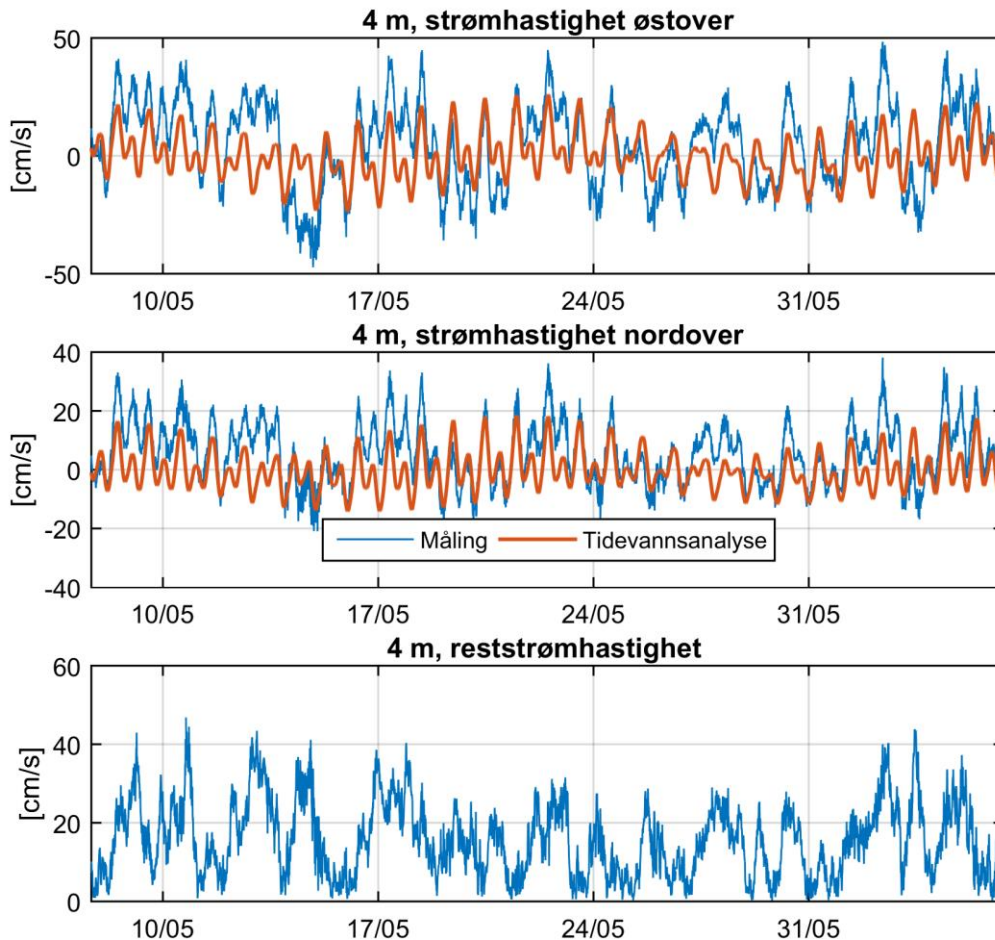 4 m, strømhastighet østover
50
0
-50
[cm/s]
10/05 17/05 24/05 31/05
4 m, strømhastighet nordover
40
20
0
-20
-40
[cm/s]
Måling Tidevannsanalyse
10/05 17/05 24/05 31/05
4 m, reststrømhastighet
60
40
20
0
[cm/s]
10/05 17/05 24/05 31/05